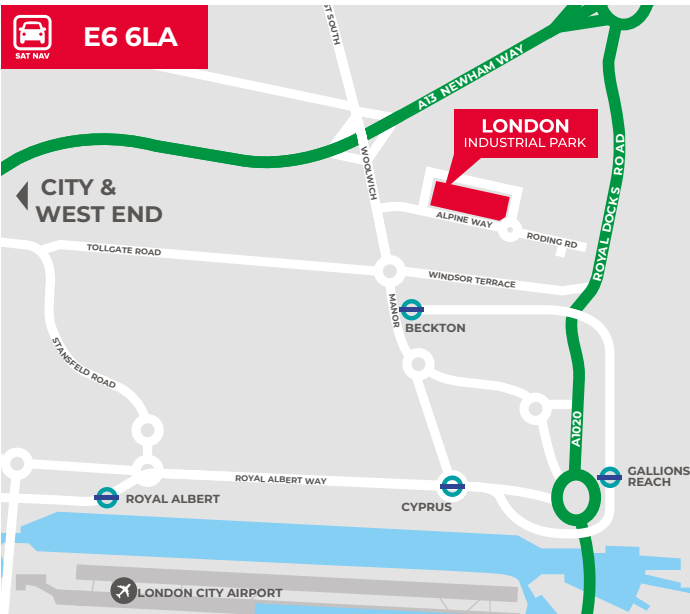 SAT NAV
E6 6LA
ST SOUTH
A13 NEWHAM WAY
LONDON
INDUSTRIAL PARK
ROYAL DOCKS ROAD
WOOLWICH
CITY &
WEST END
ALPINE WAY
RODING RD
TOLLGATE ROAD
WINDSOR TERRACE
MANOR
BECKTON
STANSFELD ROAD
A1020
GALLIONS
REACH
ROYAL ALBERT WAY
ROYAL ALBERT
CYPRUS
LONDON CITY AIRPORT